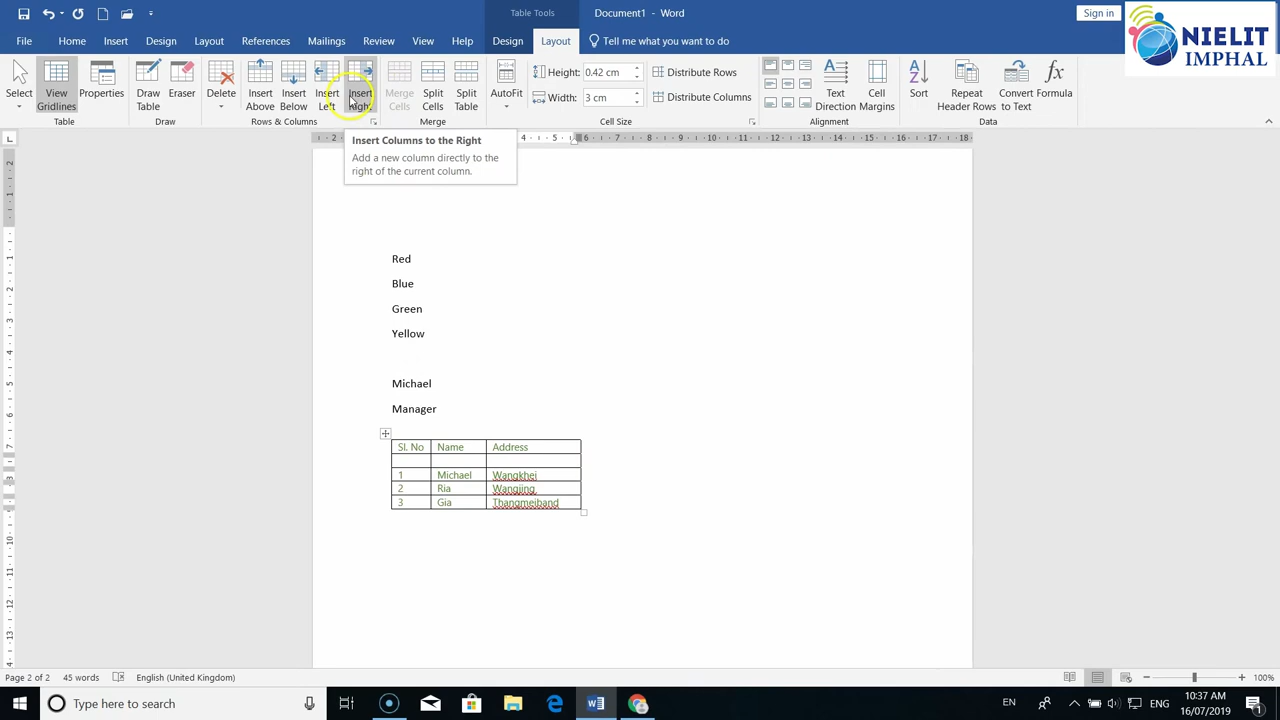 Table Tools
Document1 - Word
Sign in
NIELIT
IMPHAL
File Home Insert Design Layout References Mailings Review View Help Design Layout Tell me what you want to do
Select
View Gridlines
Properties
Table
Draw Table
Eraser
Draw
Delete
Insert Above
Insert Below
Insert Left
Insert Right
Rows & Columns
Merge Cells
Split Cells
Split Table
Merge
AutoFit
Height: 0.42 cm
Width: 3 cm
Distribute Rows
Distribute Columns
Cell Size
Text Direction
Cell Margins
Alignment
Sort
Repeat Header Rows
Convert to Text
Formula
Data
Insert Columns to the Right
Add a new column directly to the
right of the current column.
Red
Blue
Green
Yellow
Michael
Manager
Sl. No Name Address
1 Michael Wangkhei
2 Ria Wangjing
3 Gia Thangmeiband
Page 2 of 2 45 words English (United Kingdom) 100%
Type here to search
EN
ENG
10:37 AM
16/07/2019